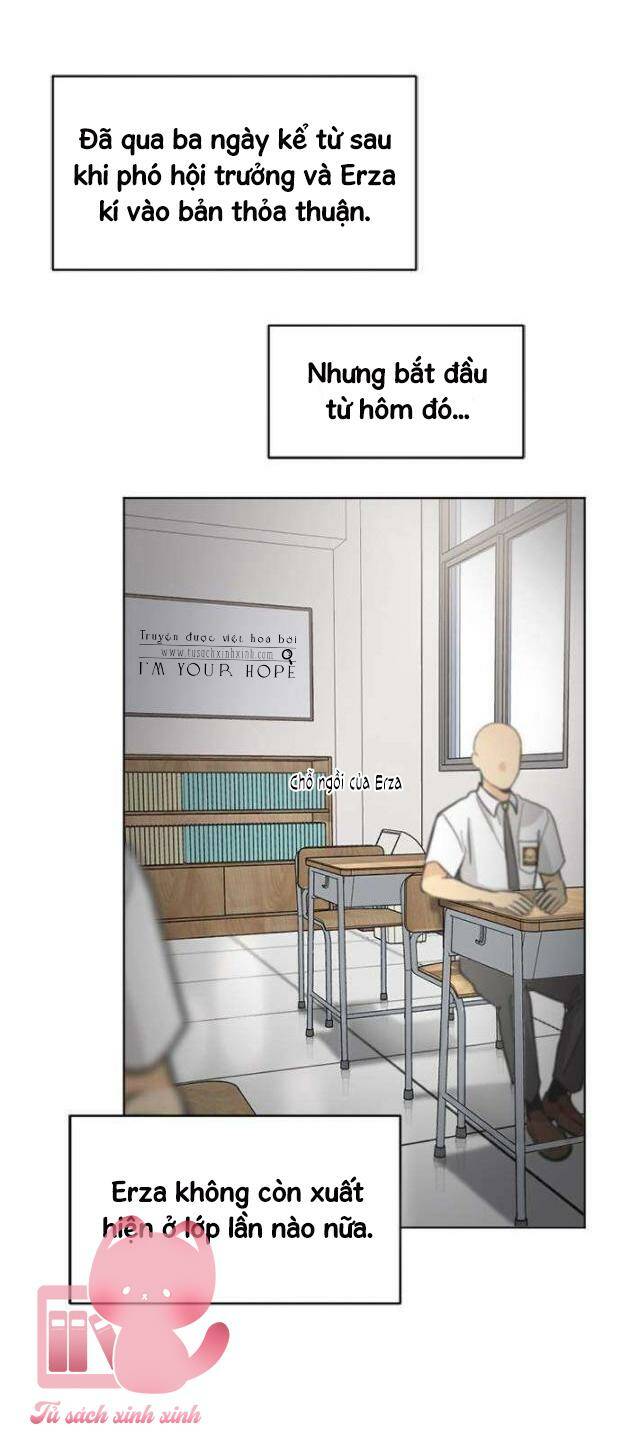 Đã qua ba ngày kể từ sau
khi phó hội trưởng và Erza
kí vào bản thỏa thuận.
Nhưng bắt đầu
từ hôm đó...
Truyện được việt hoá bởi
www.tusachxinhxinh.com
I'M YOUR HOPE
Chỗ ngồi của Erza
Erza không còn xuất
hiện ở lớp lần nào nữa.
Tủ sách xinh xinh